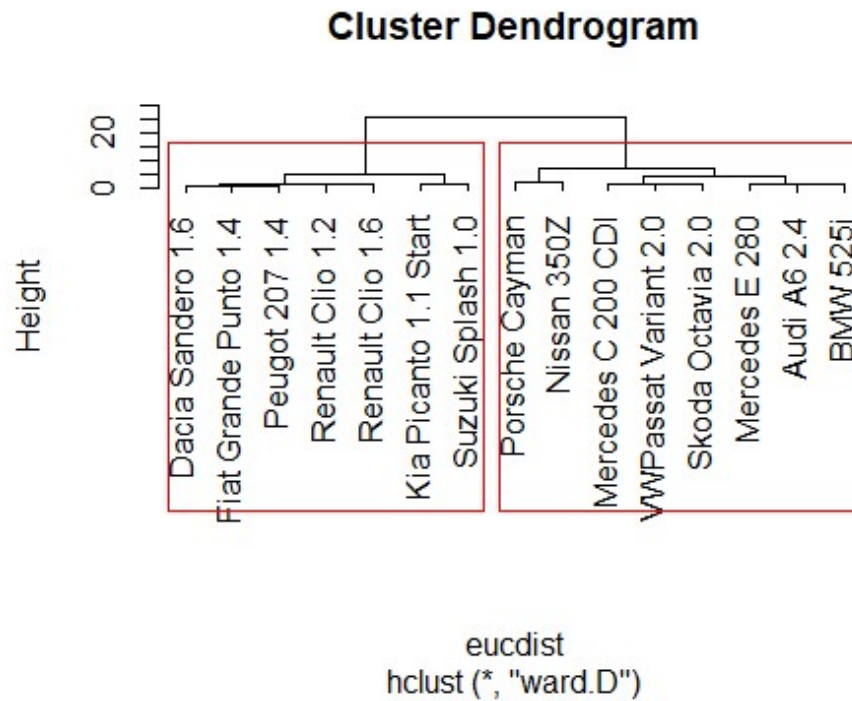 Cluster Dendrogram
Height
20
0
Dacia Sandero 1.6
Fiat Grande Punto 1.4
Peugot 207 1.4
Renault Clio 1.2
Renault Clio 1.6
Kia Picanto 1.1 Start
Suzuki Splash 1.0
Porsche Cayman
Nissan 350Z
Mercedes C 200 CDI
VWPassat Variant 2.0
Skoda Octavia 2.0
Mercedes E 280
Audi A6 2.4
BMW 525i
eucdist
hclust (*, "ward.D")